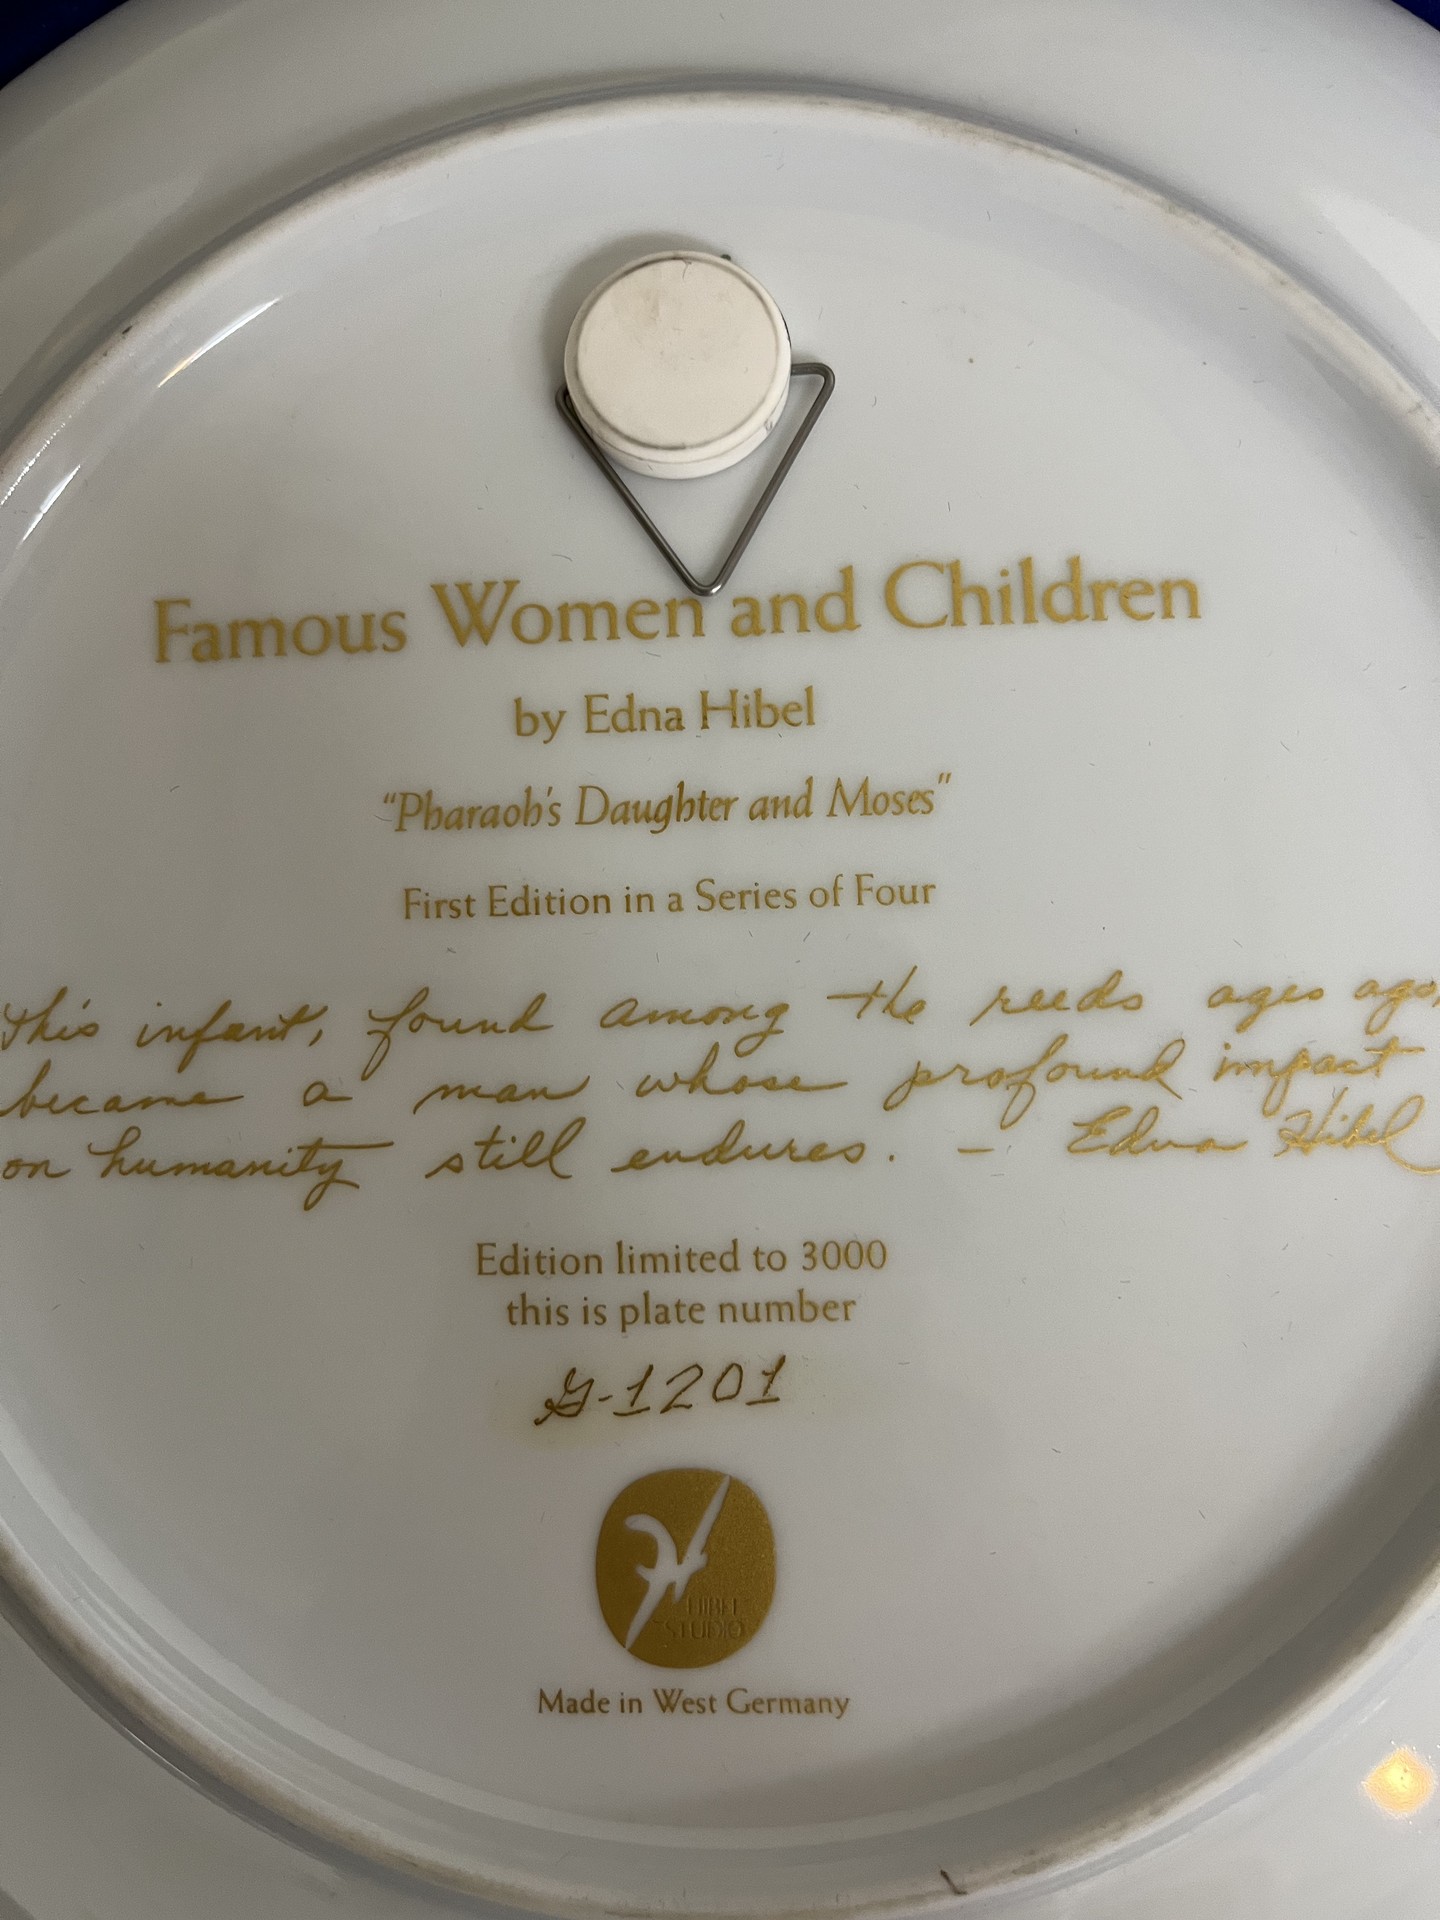 Famous Women and Children
by Edna Hibel
"Pharaoh's Daughter and Moses"
First Edition in a Series of Four
This infant, found among the reeds ages ago,
became a man whose profound impact
on humanity still endures. - Edna Hibel
Edition limited to 3000
this is plate number
G-1201
HIBEL
STUDIO
Made in West Germany